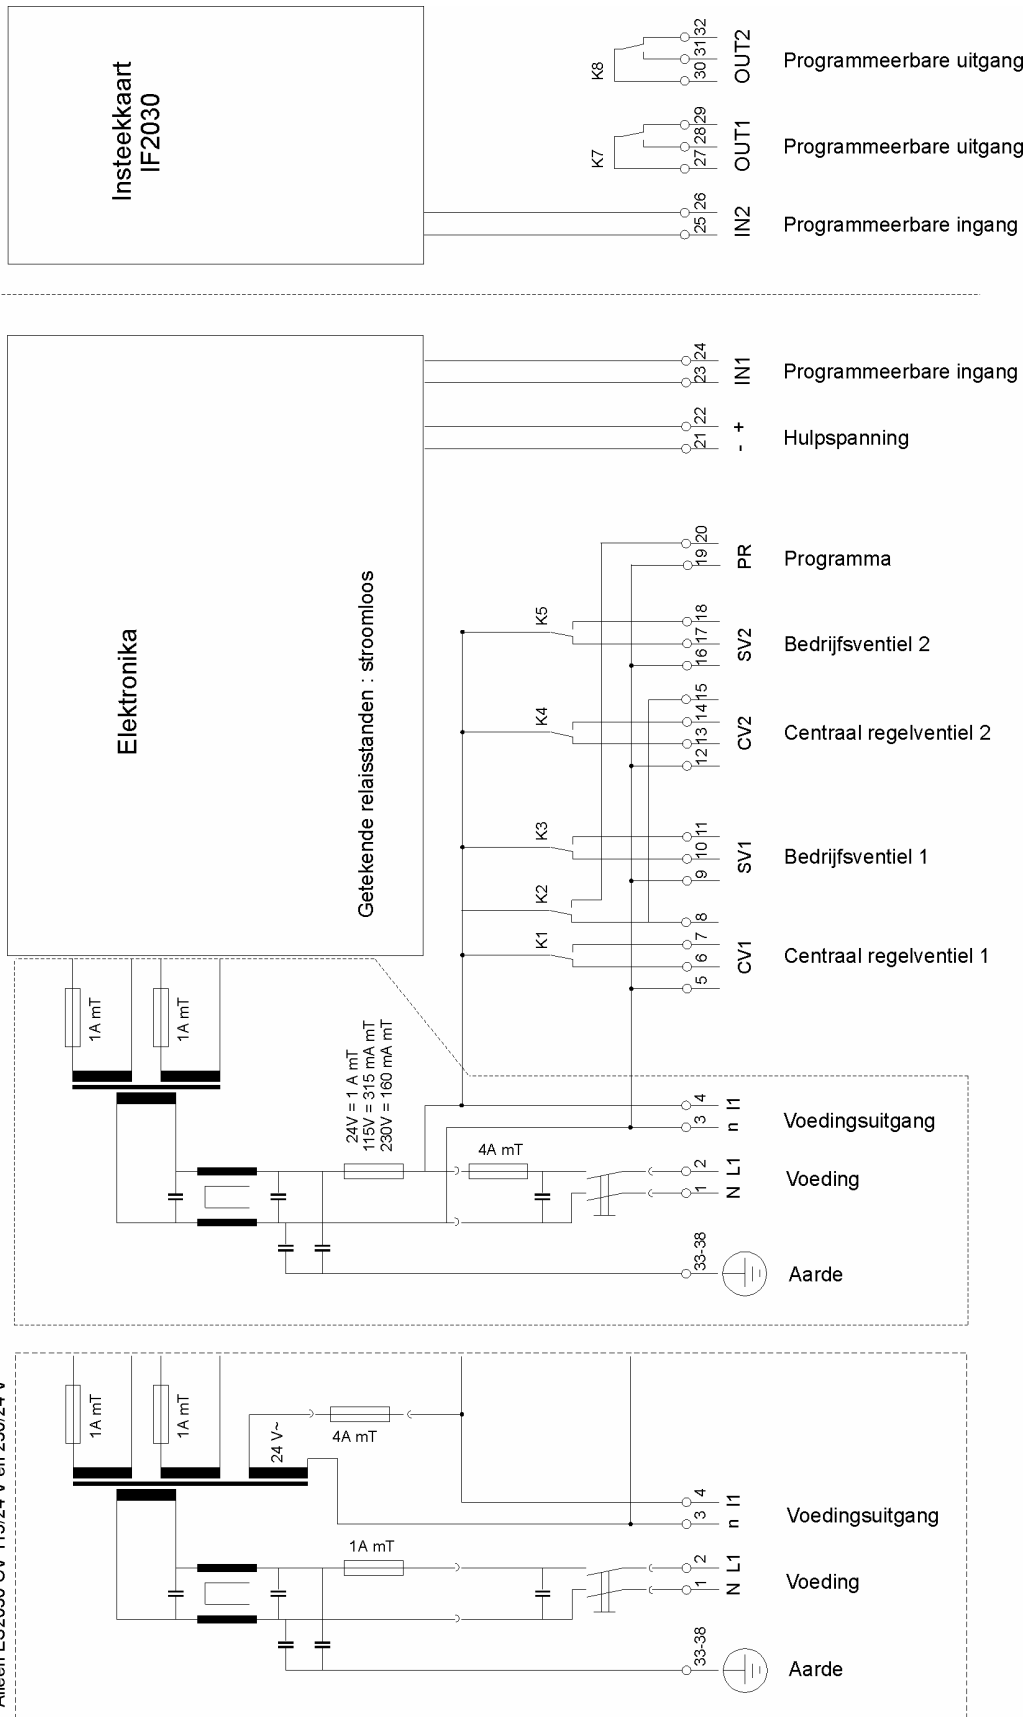 Insteekkaart
IF2030
K8
32
31
30
OUT2
Programmeerbare uitgang
K7
29
28
27
OUT1
Programmeerbare uitgang
26
25
IN2
Programmeerbare ingang
Elektronika
Getekende relaisstanden : stroomloos
24
23
IN1
Programmeerbare ingang
22
21
+
-
Hulpspanning
20
19
PR
Programma
K5
18
17
16
SV2
Bedrijfsventiel 2
K4
15
14
13
12
CV2
Centraal regelventiel 2
K3
11
10
9
SV1
Bedrijfsventiel 1
K2
K1
8
7
6
5
CV1
Centraal regelventiel 1
1A mT
1A mT
24V = 1 A mT
115V = 315 mA mT
230V = 160 mA mT
4A mT
4
3
l1
n
Voedingsuitgang
2
1
L1
N
Voeding
33-38
Aarde
1A mT
1A mT
24 V~
4A mT
4
3
l1
n
Voedingsuitgang
1A mT
2
1
L1
N
Voeding
33-38
Aarde